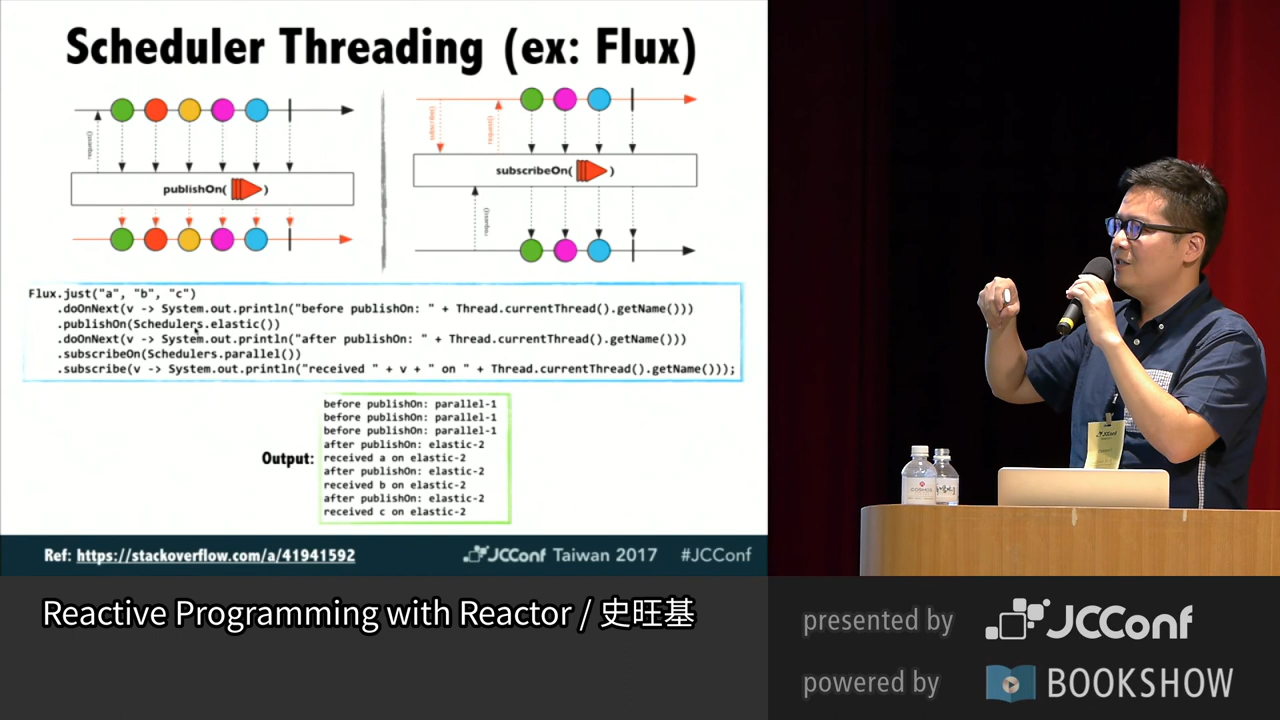 Scheduler Threading (ex: Flux)
request()
publishOn( )
subscribe()
request()
subscribeOn( )
request()
Flux.just("a", "b", "c")
.doOnNext(v -> System.out.println("before publishOn: " + Thread.currentThread().getName()))
.publishOn(Schedulers.elastic())
.doOnNext(v -> System.out.println("after publishOn: " + Thread.currentThread().getName()))
.subscribeOn(Schedulers.parallel())
.subscribe(v -> System.out.println("received " + v + " on " + Thread.currentThread().getName()));
Output:
before publishOn: parallel-1
before publishOn: parallel-1
before publishOn: parallel-1
after publishOn: elastic-2
received a on elastic-2
after publishOn: elastic-2
received b on elastic-2
after publishOn: elastic-2
received c on elastic-2
Ref: https://stackoverflow.com/a/41941592
JCConf Taiwan 2017 #JCConf
JCConf
Reactive Programming with Reactor / 史旺基
presented by JCConf
powered by BOOKSHOW